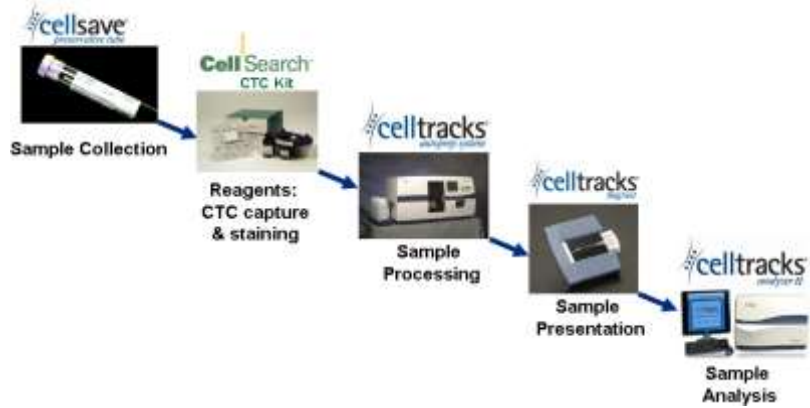 cellsave
preservative tube
Sample Collection
CellSearch
CTC Kit
Reagents:
CTC capture
& staining
celltracks
autoprep system
Sample
Processing
celltracks
magnest
Sample
Presentation
celltracks
analyzer II
Sample
Analysis